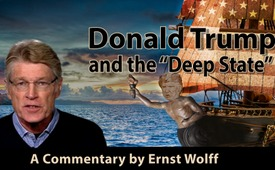 Donald Trump
and the “Deep State”
A Commentary by Ernst Wolff